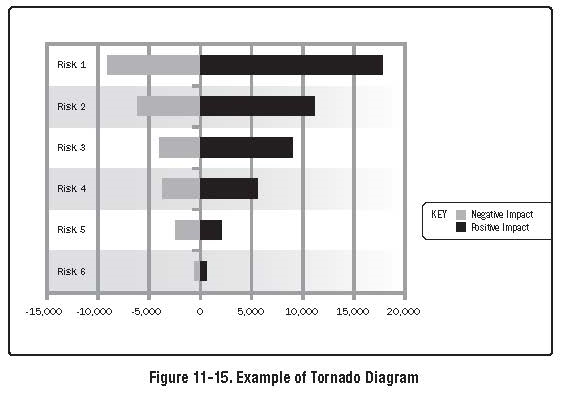 Risk 1
Risk 2
Risk 3
Risk 4
Risk 5
Risk 6
KEY Negative Impact
Positive Impact
-15,000 -10,000 -5,000 0 5,000 10,000 15,000 20,000
Figure 11-15. Example of Tornado Diagram